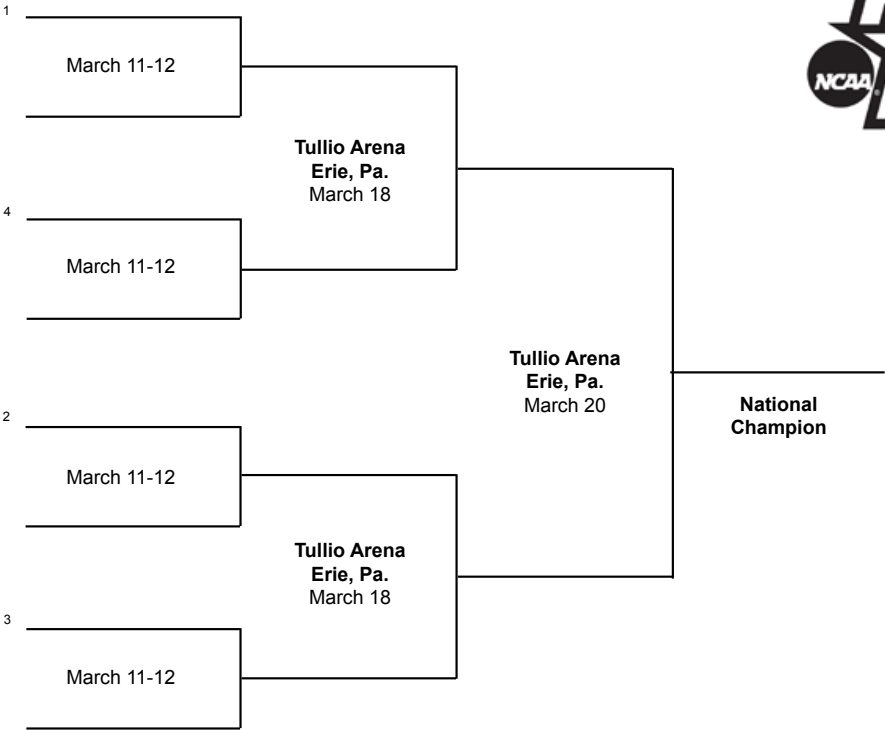 1
March 11-12
Tullio Arena
Erie, Pa.
March 18
4
March 11-12
Tullio Arena
Erie, Pa.
March 20
National
Champion
2
March 11-12
Tullio Arena
Erie, Pa.
March 18
3
March 11-12
NCAA